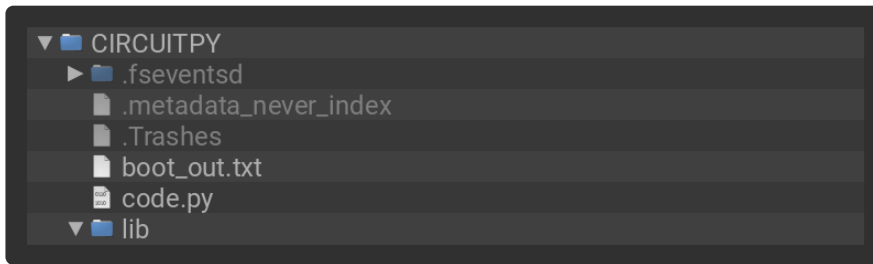 CIRCUITPY
.fseventsd
.metadata_never_index
.Trashes
boot_out.txt
code.py
lib